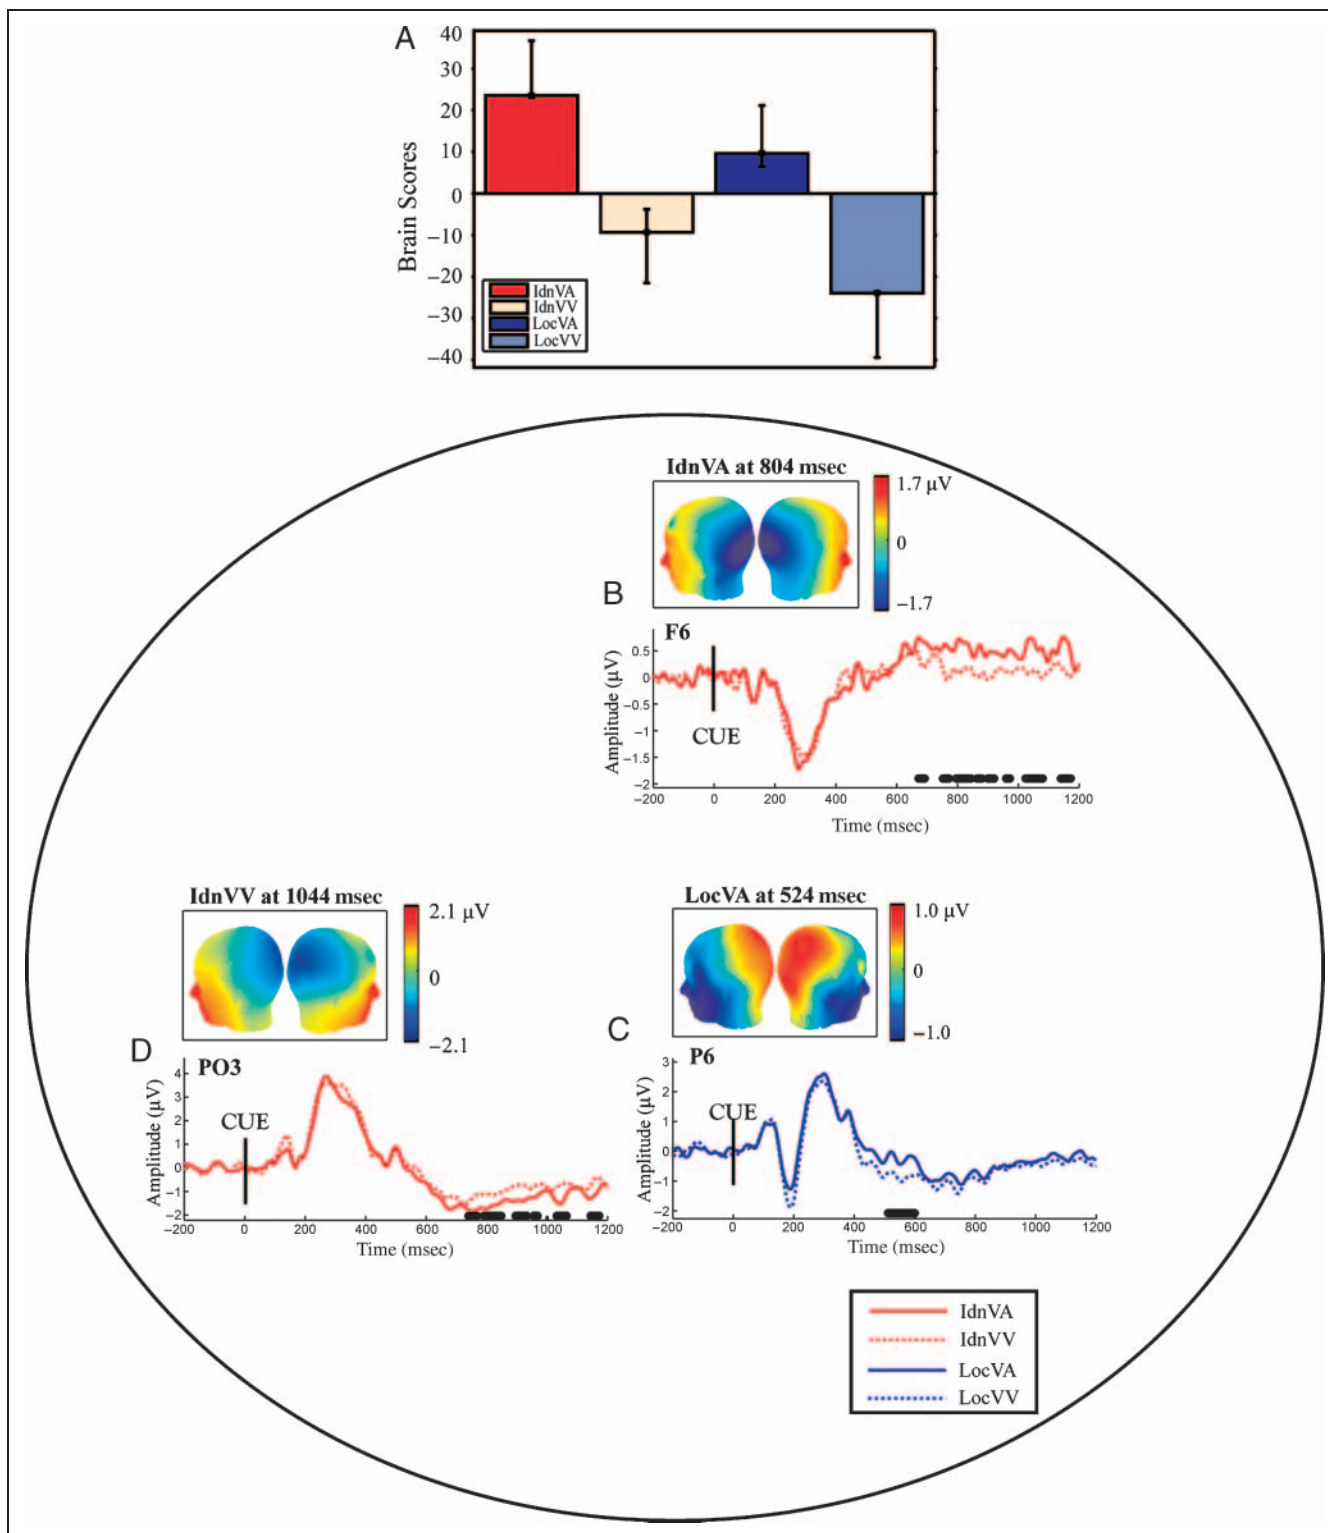 A
40
30
20
10
0
−10
−20
−30
−40
Brain Scores
IdnVA
IdnVV
LocVA
LocVV
IdnVA at 804 msec
1.7 µV
0
−1.7
B
F6
0.5
0
−0.5
−1
−1.5
−2
Amplitude (µV)
CUE
−200 0 200 400 600 800 1000 1200
Time (msec)
IdnVV at 1044 msec
2.1 µV
0
−2.1
D
PO3
4
3
2
1
0
−1
−2
Amplitude (µV)
CUE
−200 0 200 400 600 800 1000 1200
Time (msec)
LocVA at 524 msec
1.0 µV
0
−1.0
C
P6
3
2
1
0
−1
−2
Amplitude (µV)
CUE
−200 0 200 400 600 800 1000 1200
Time (msec)
IdnVA
IdnVV
LocVA
LocVV